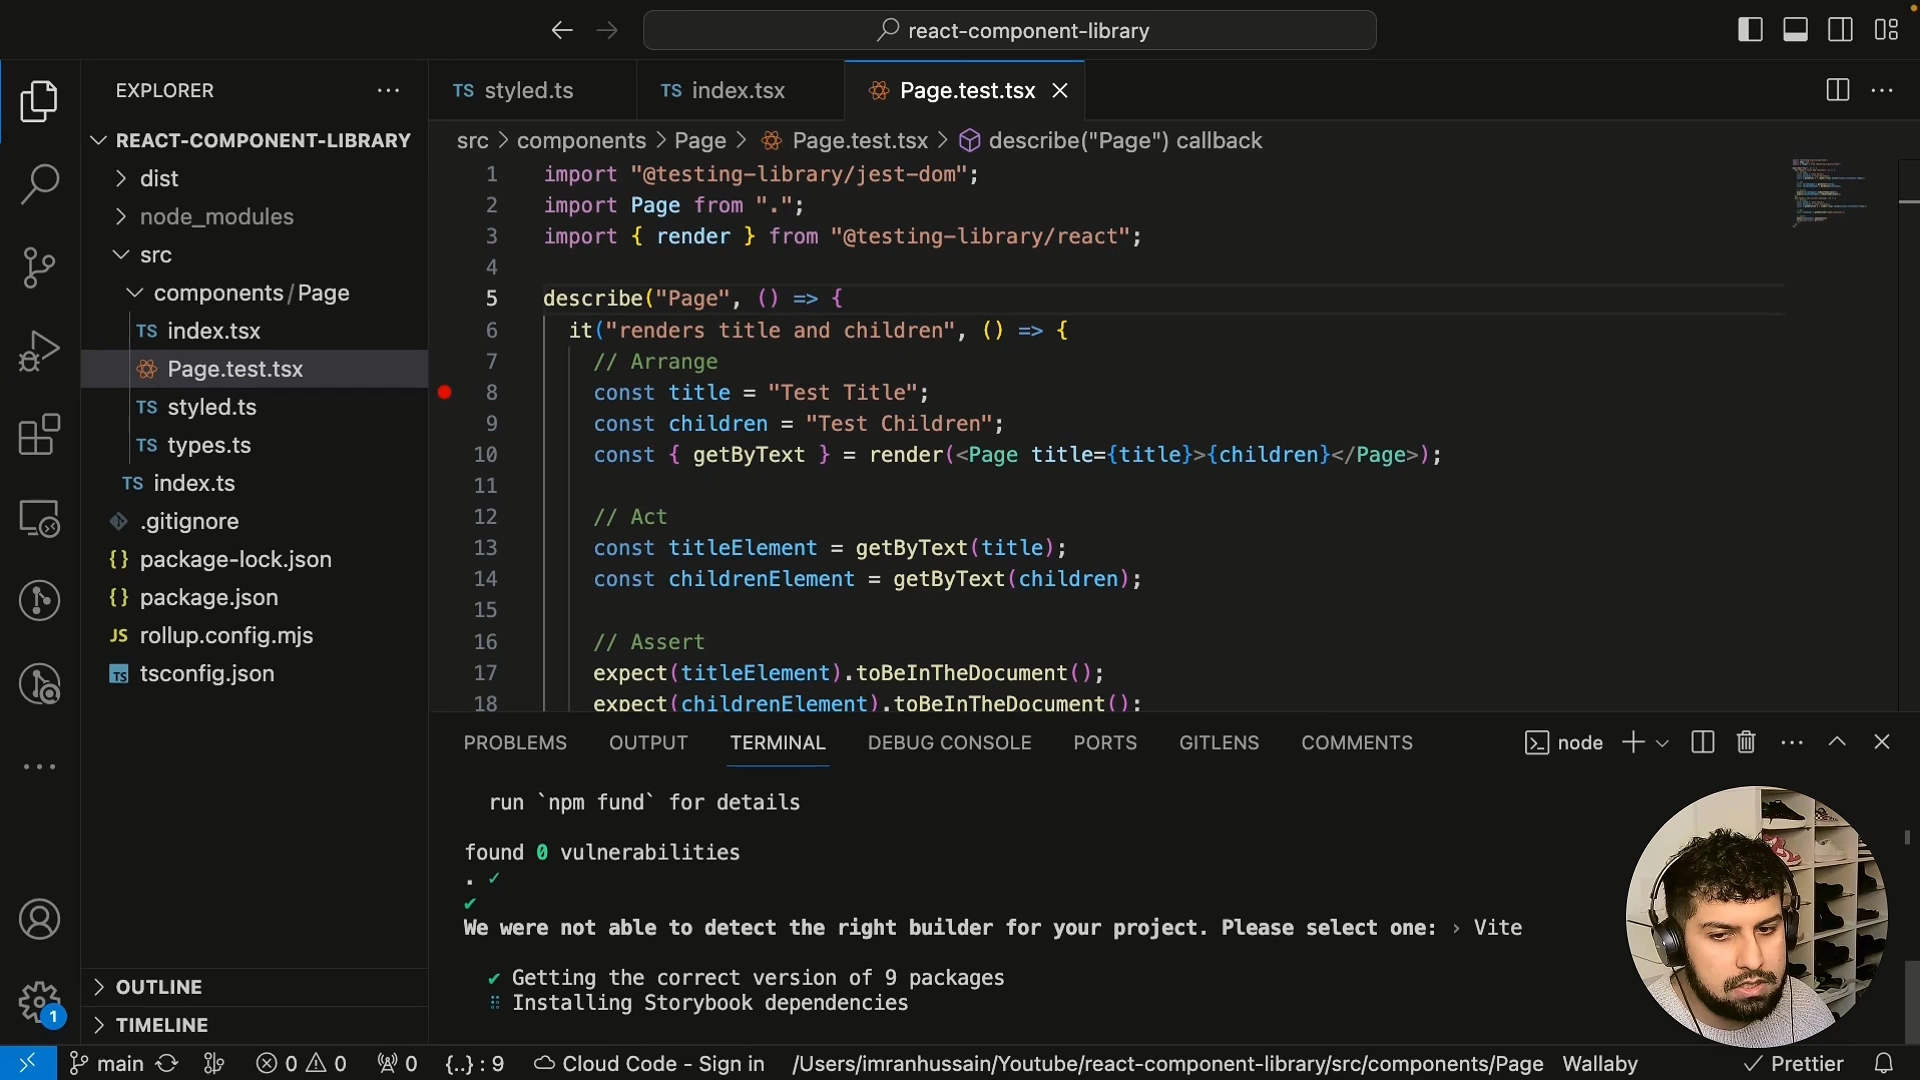 react-component-library
EXPLORER
REACT-COMPONENT-LIBRARY
dist
node_modules
src
components/Page
TS index.tsx
Page.test.tsx
TS styled.ts
TS types.ts
TS index.ts
.gitignore
{} package-lock.json
{} package.json
JS rollup.config.mjs
TS tsconfig.json
OUTLINE
TIMELINE
1
TS styled.ts
TS index.tsx
Page.test.tsx
src > components > Page > Page.test.tsx > describe("Page") callback
1 import "@testing-library/jest-dom";
2 import Page from ".";
3 import { render } from "@testing-library/react";
4
5 describe("Page", () => {
6 it("renders title and children", () => {
7 // Arrange
8 const title = "Test Title";
9 const children = "Test Children";
10 const { getByText } = render(<Page title={title}>{children}</Page>);
11
12 // Act
13 const titleElement = getByText(title);
14 const childrenElement = getByText(children);
15
16 // Assert
17 expect(titleElement).toBeInTheDocument();
18 expect(childrenElement).toBeInTheDocument();
PROBLEMS OUTPUT TERMINAL DEBUG CONSOLE PORTS GITLENS COMMENTS
node
run `npm fund` for details
found 0 vulnerabilities
. ✓
✔
We were not able to detect the right builder for your project. Please select one: › Vite
✔ Getting the correct version of 9 packages
⠿ Installing Storybook dependencies
main 0 0 0 {..} : 9 Cloud Code - Sign in /Users/imranhussain/Youtube/react-component-library/src/components/Page Wallaby ✓ Prettier